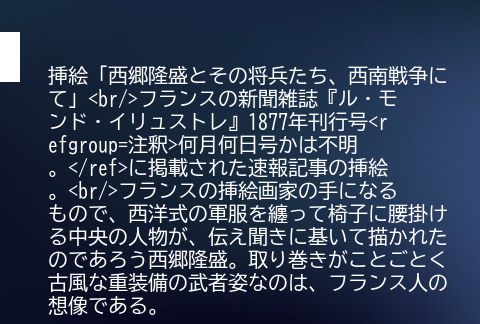 挿絵「西郷隆盛とその将兵たち、西南戦争に
て」<br/>フランスの新聞雑誌『ル・モ
ンド・イリュストレ』1877年刊行号<r
efgroup=注釈>何月何日号かは不明
。</ref>に掲載された速報記事の挿絵
。<br/>フランスの挿絵画家の手になる
もので、西洋式の軍服を纏って椅子に腰掛け
る中央の人物が、伝え聞きに基いて描かれた
のであろう西郷隆盛。取り巻きがことごとく
古風な重装備の武者姿なのは、フランス人の
想像である。